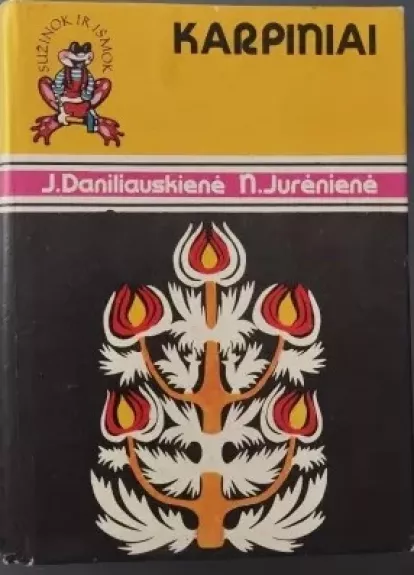 SUŽINOK IR IŠMOK
KARPINIAI
J.Daniliauskienė N.Jurėnienė